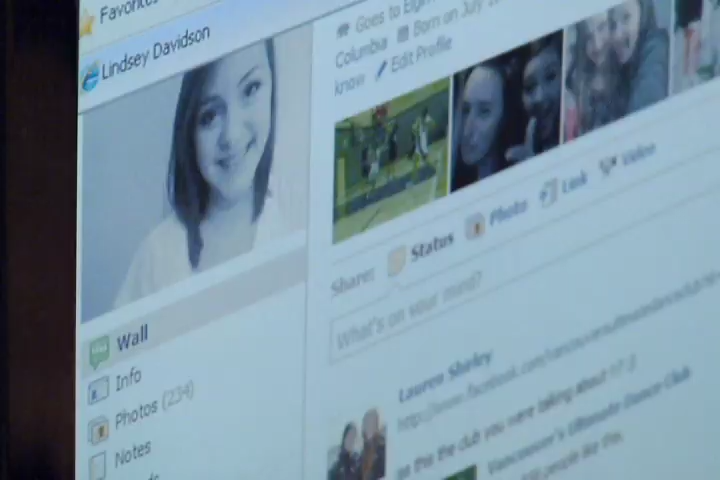 Favorites
Lindsey Davidson
Goes to Elgin
Columbia Born on July
know Edit Profile
Share: Status Photo Link Video
What's on your mind?
Wall
Info
Photos (234)
Notes
Lauren Shirley
http://www.facebook.com/
is this the club you were talking about ?? :)
Vancouver's Ultimate Dance Club
people like this.